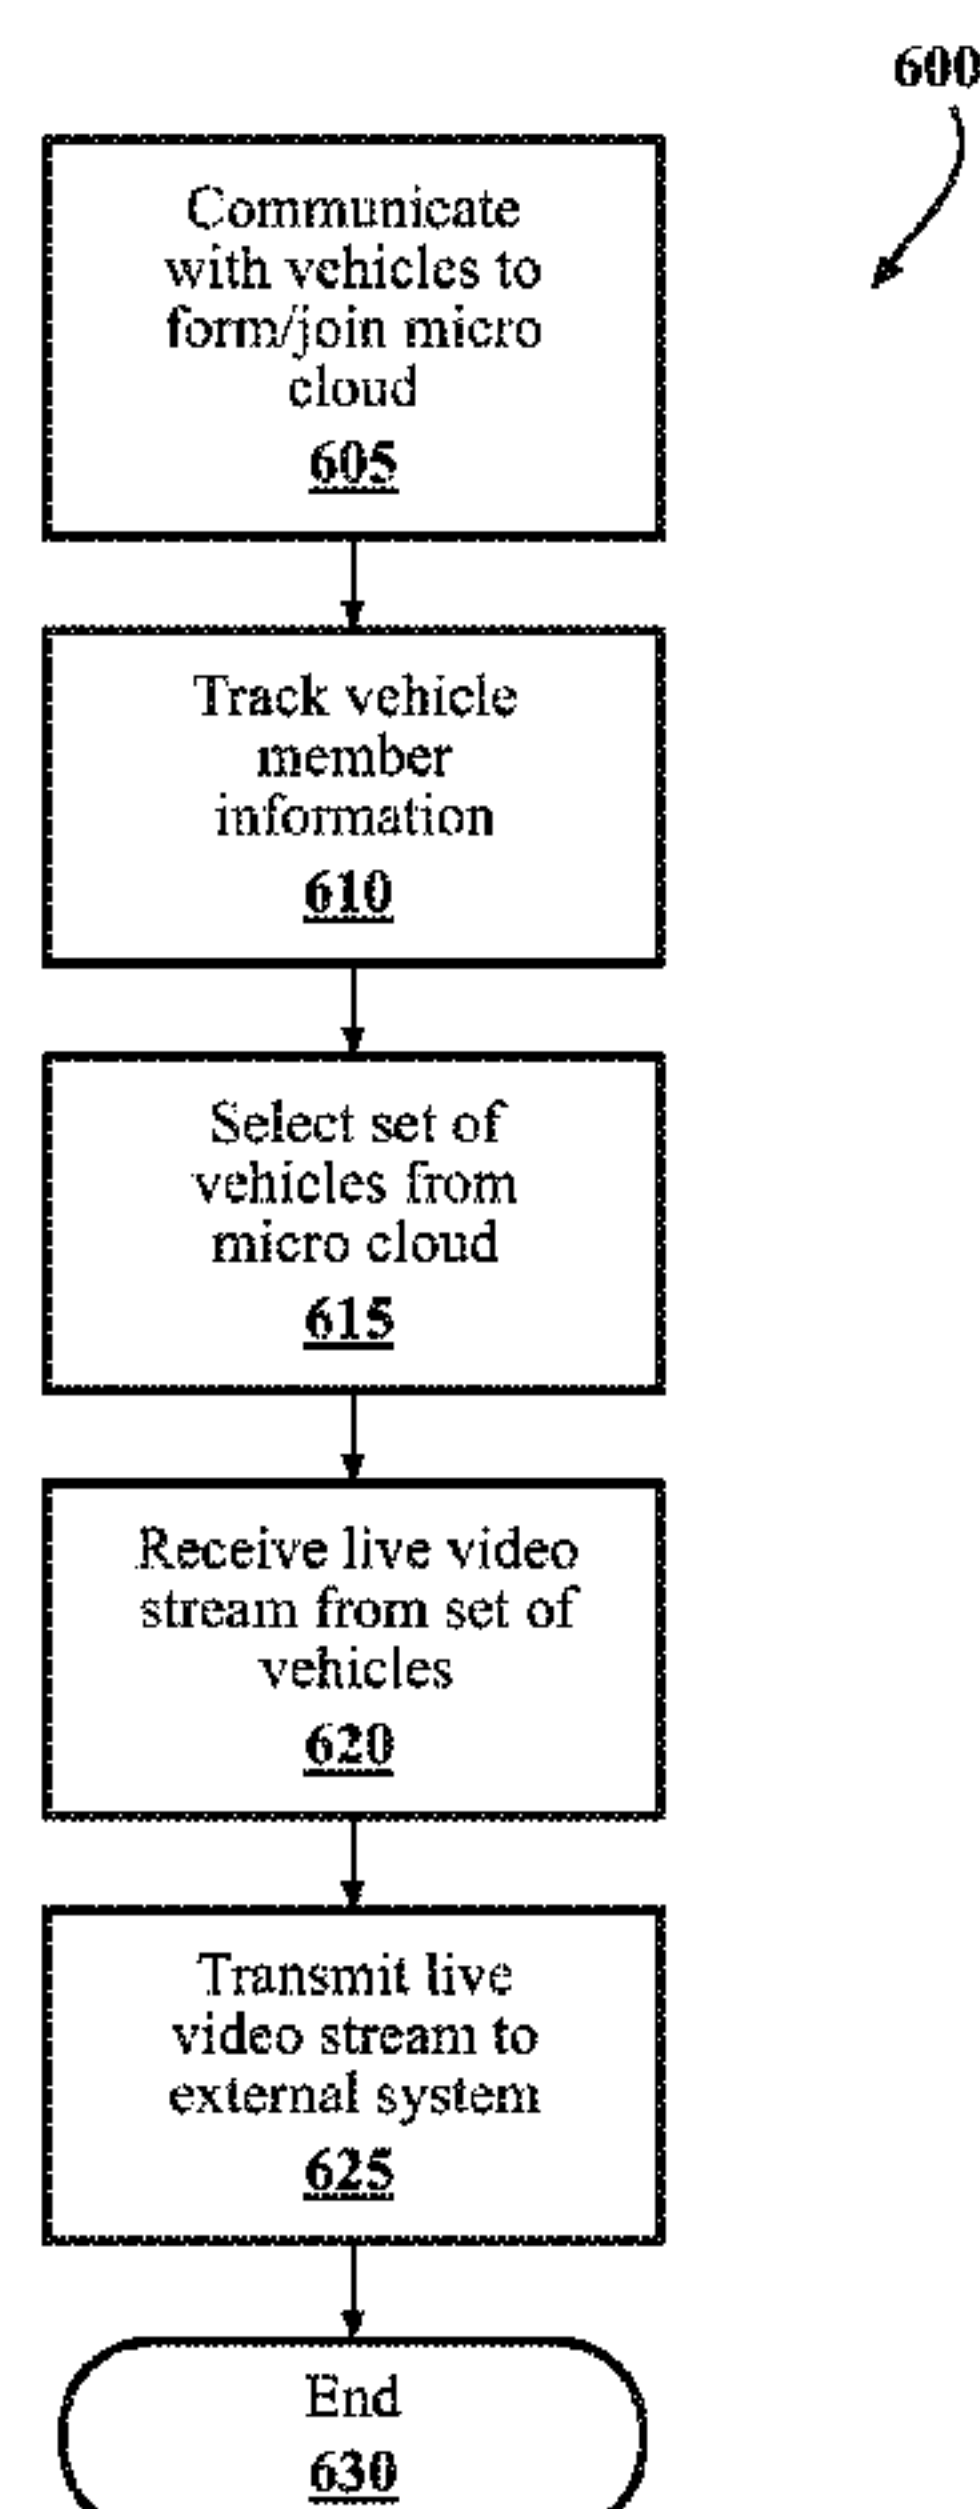 600
Communicate
with vehicles to
form/join micro
cloud
605
Track vehicle
member
information
610
Select set of
vehicles from
micro cloud
615
Receive live video
stream from set of
vehicles
620
Transmit live
video stream to
external system
625
End
630